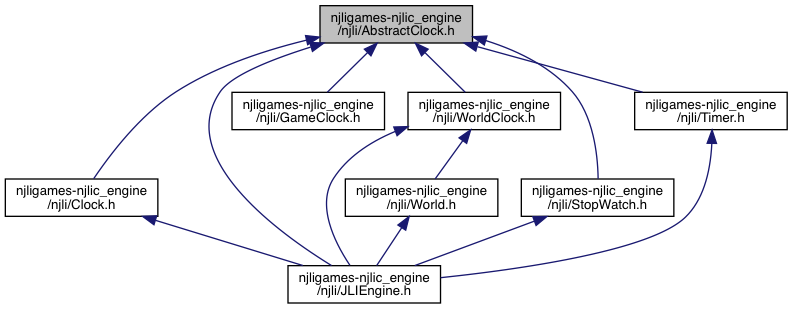 njligames-njlic_engine
/njli/AbstractClock.h
njligames-njlic_engine
/njli/GameClock.h
njligames-njlic_engine
/njli/WorldClock.h
njligames-njlic_engine
/njli/Timer.h
njligames-njlic_engine
/njli/Clock.h
njligames-njlic_engine
/njli/World.h
njligames-njlic_engine
/njli/StopWatch.h
njligames-njlic_engine
/njli/JLIEngine.h